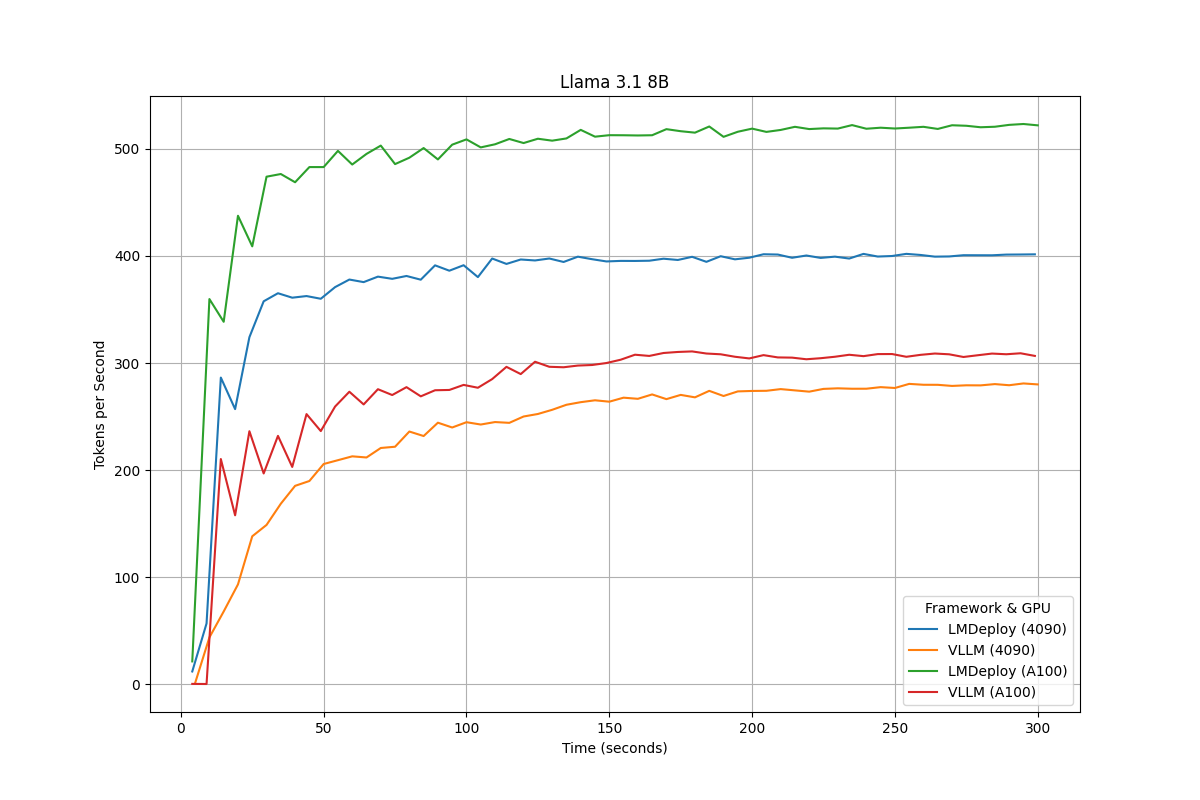 Llama 3.1 8B
Tokens per Second
500
400
300
200
100
0
0 50 100 150 200 250 300
Time (seconds)
Framework & GPU
LMDeploy (4090)
VLLM (4090)
LMDeploy (A100)
VLLM (A100)